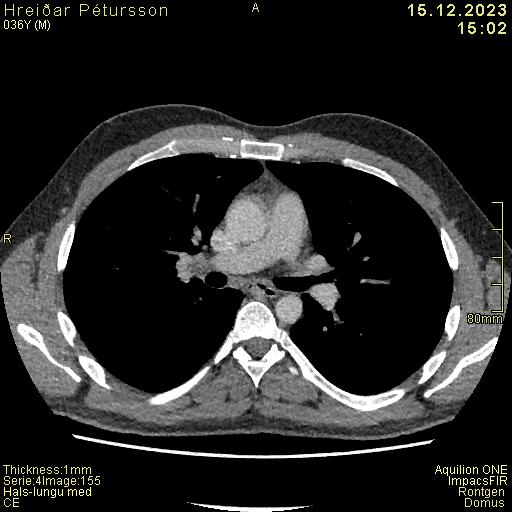 Hreiðar Pétursson
036Y (M)
A
15.12.2023
15:02
R
80mm
Thickness:1mm
Serie:4Image:155
Hals-lungu med
CE
Aquilion ONE
ImpacsFIR
Rontgen
Domus